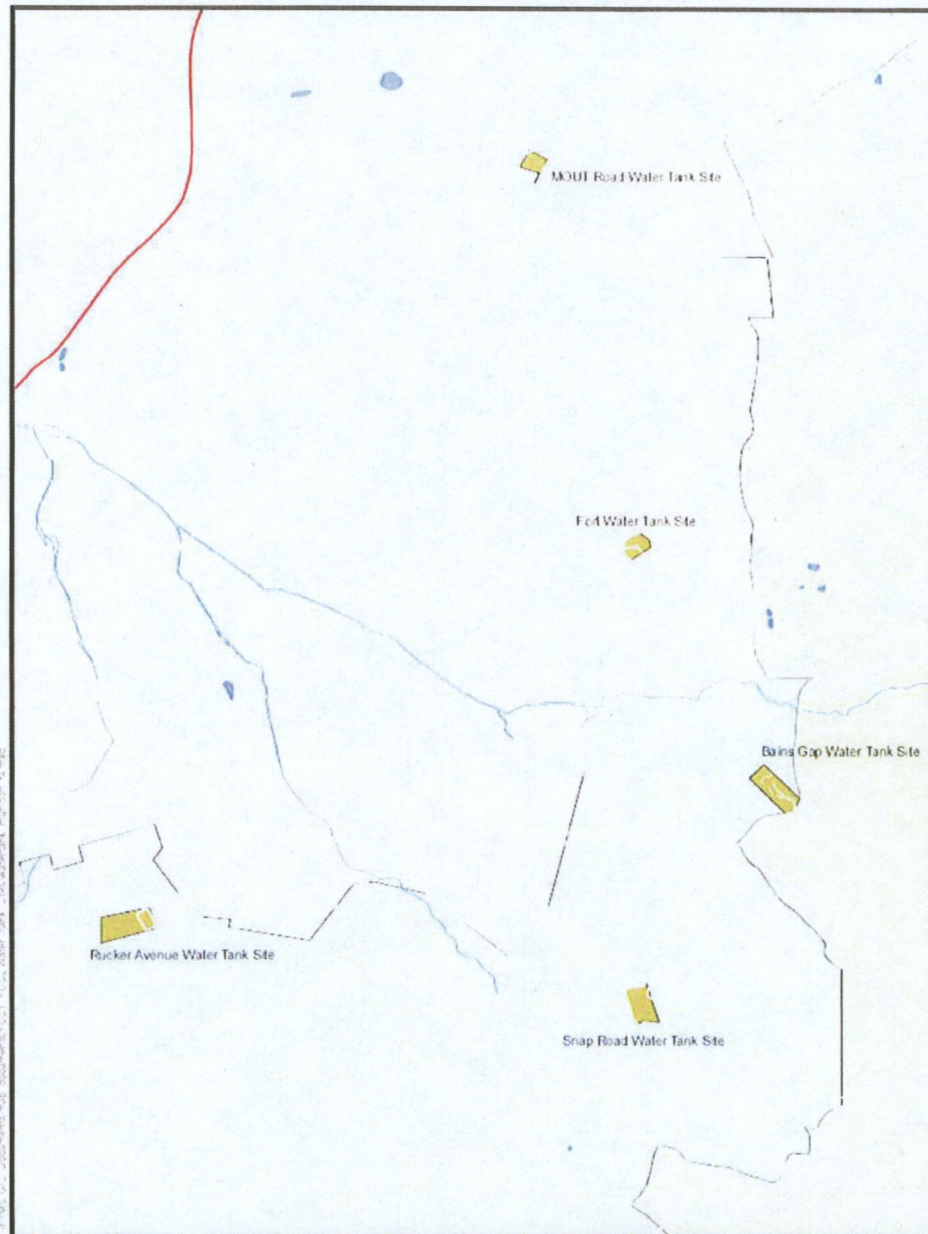 MOUT Road Water Tank Site
Ford Water Tank Site
Bains Gap Water Tank Site
Rucker Avenue Water Tank Site
Snap Road Water Tank Site